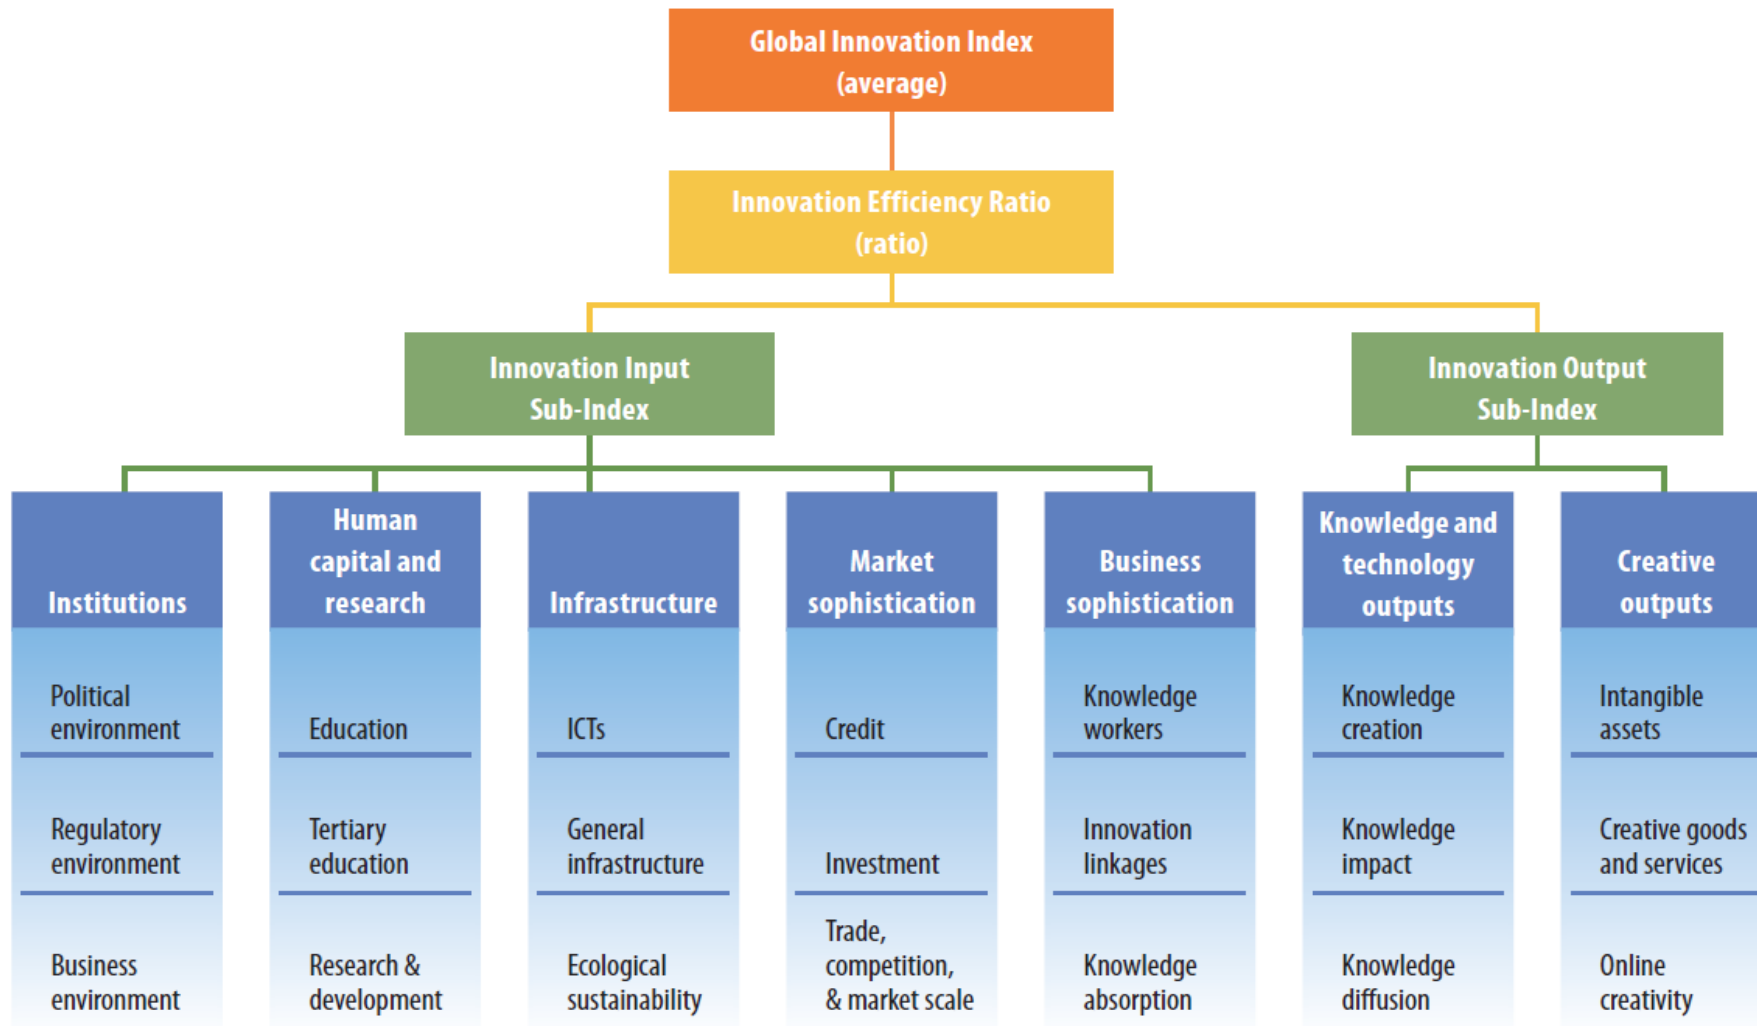 Global Innovation Index
(average)
Innovation Efficiency Ratio
(ratio)
Innovation Input
Sub-Index
Innovation Output
Sub-Index
Institutions
Human
capital and
research
Infrastructure
Market
sophistication
Business
sophistication
Knowledge and
technology
outputs
Creative
outputs
Political
environment
Education
ICTs
Credit
Knowledge
workers
Knowledge
creation
Intangible
assets
Regulatory
environment
Tertiary
education
General
infrastructure
Investment
Innovation
linkages
Knowledge
impact
Creative goods
and services
Business
environment
Research &
development
Ecological
sustainability
Trade,
competition,
& market scale
Knowledge
absorption
Knowledge
diffusion
Online
creativity